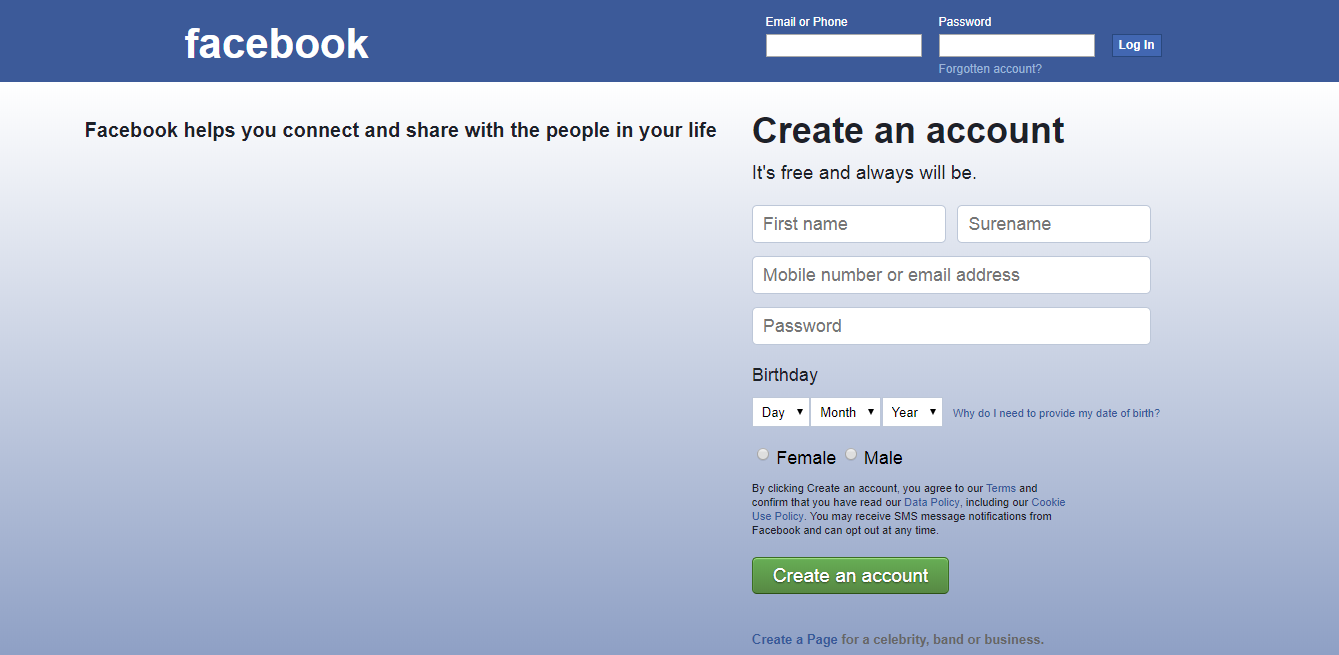 facebook
Email or Phone
Password
Log In
Forgotten account?
Facebook helps you connect and share with the people in your life
Create an account
It's free and always will be.
First name
Surename
Mobile number or email address
Password
Birthday
Day
Month
Year
Why do I need to provide my date of birth?
Female
Male
By clicking Create an account, you agree to our Terms and
confirm that you have read our Data Policy, including our Cookie
Use Policy. You may receive SMS message notifications from
Facebook and can opt out at any time.
Create an account
Create a Page for a celebrity, band or business.